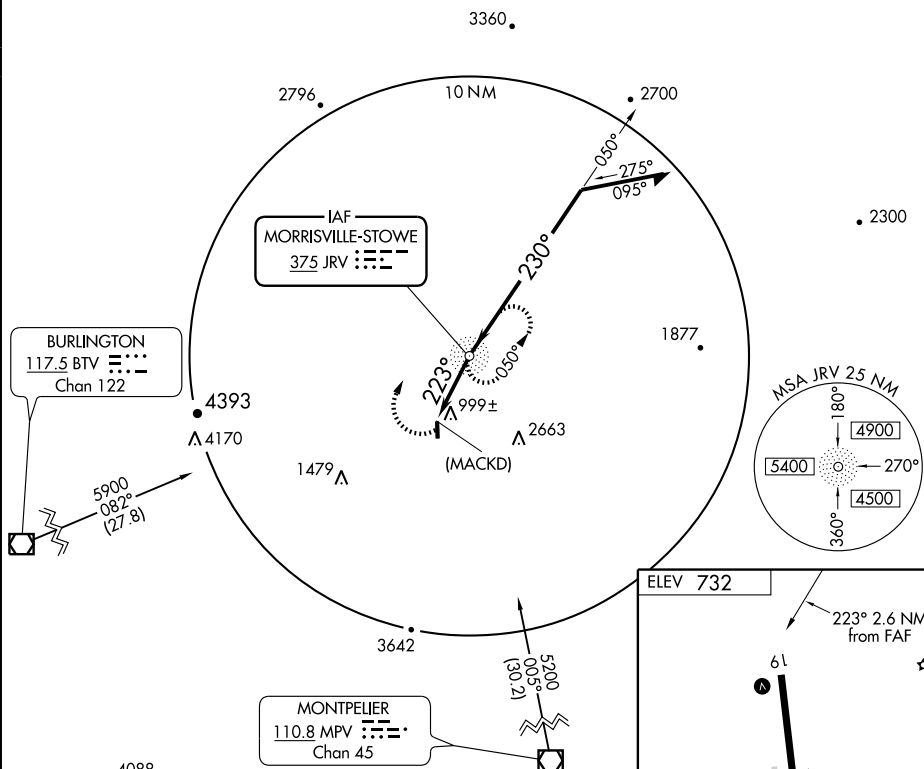 3360
10 NM
2796
2700
050°
275°
095°
2300
IAF
MORRISVILLE-STOWE
375 JRV
230°
050°
1877
BURLINGTON
117.5 BTV
Chan 122
223°
MSA JRV 25 NM
180°
4900
5400
270°
4500
360°
4393
4170
999±
2663
(MACKD)
1479
5900
082°
(27.8)
ELEV 732
223° 2.6 NM
from FAF
3642
19
V
5200
005°
(30.2)
MONTPELIER
110.8 MPV
Chan 45